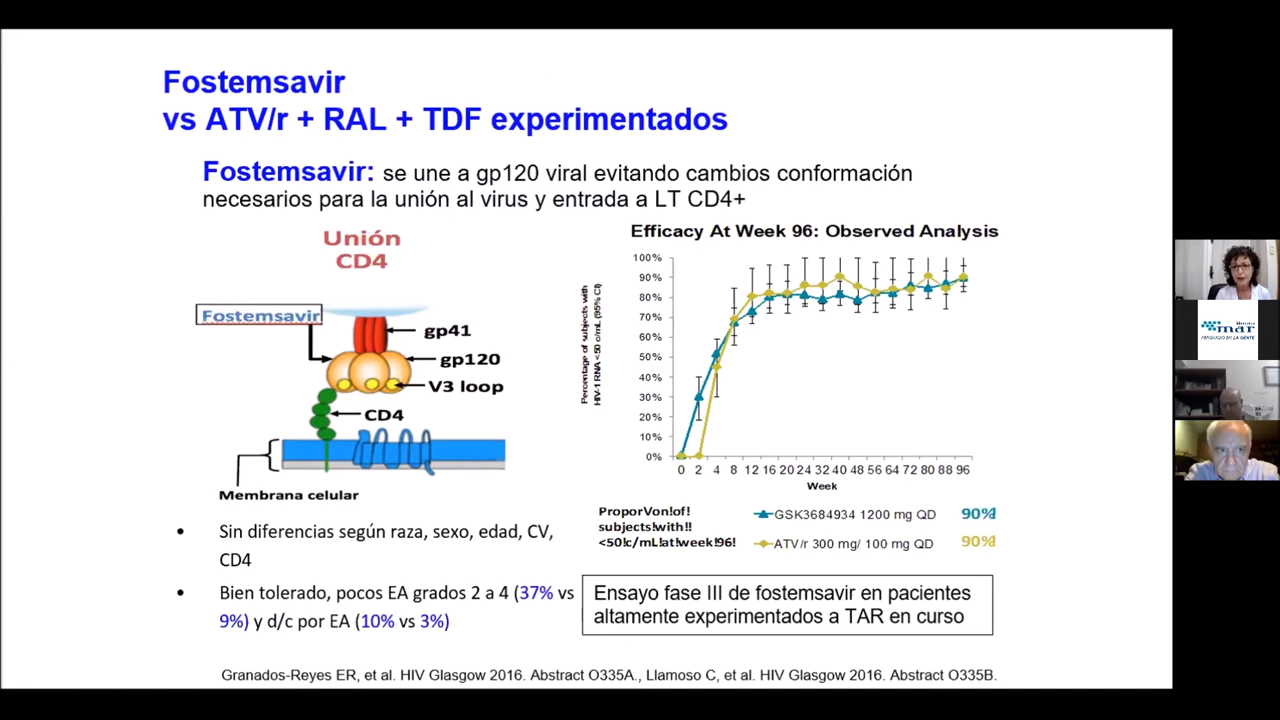 Fostemsavir
vs ATV/r + RAL + TDF experimentados
Fostemsavir: se une a gp120 viral evitando cambios conformación
necesarios para la unión al virus y entrada a LT CD4+
Unión
CD4
Fostemsavir
gp41
gp120
V3 loop
CD4
Membrana celular
Efficacy At Week 96: Observed Analysis
Percentage of subjects with
HIV-1 RNA <50 c/mL (95% CI)
100%
90%
80%
70%
60%
50%
40%
30%
20%
10%
0%
0 2 4 8 12 16 20 24 32 40 48 56 64 72 80 88 96
Week
ProporVon!of!
subjects!with!!
<50!c/mL!at!week!96!
GSK3684934 1200 mg QD 90%!
ATV/r 300 mg/ 100 mg QD 90%!
• Sin diferencias según raza, sexo, edad, CV,
CD4
• Bien tolerado, pocos EA grados 2 a 4 (37% vs
9%) y d/c por EA (10% vs 3%)
Ensayo fase III de fostemsavir en pacientes
altamente experimentados a TAR en curso
Granados-Reyes ER, et al. HIV Glasgow 2016. Abstract O335A., Llamoso C, et al. HIV Glasgow 2016. Abstract O335B.
mar
PENSANDO EN LA GENTE